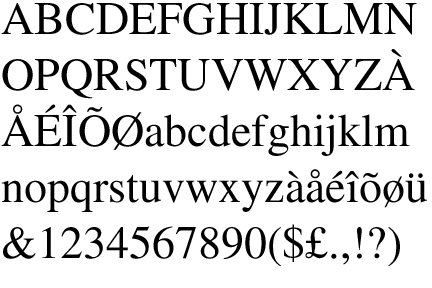 ABCDEFGHIJKLMN
OPQRSTUVWXYZÀ
ÅÉÎÕØabcdefghijklm
nopqrstuvwxyzàåéîõøü
&1234567890($£.,!?)